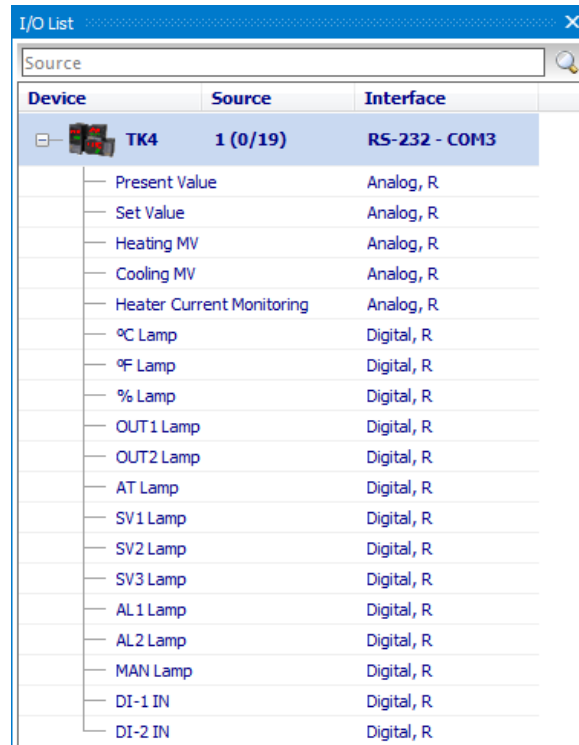 I/O List
Source
Device Source Interface
TK4 1 (0/19) RS-232 - COM3
Present Value Analog, R
Set Value Analog, R
Heating MV Analog, R
Cooling MV Analog, R
Heater Current Monitoring Analog, R
ºC Lamp Digital, R
ºF Lamp Digital, R
% Lamp Digital, R
OUT1 Lamp Digital, R
OUT2 Lamp Digital, R
AT Lamp Digital, R
SV1 Lamp Digital, R
SV2 Lamp Digital, R
SV3 Lamp Digital, R
AL1 Lamp Digital, R
AL2 Lamp Digital, R
MAN Lamp Digital, R
DI-1 IN Digital, R
DI-2 IN Digital, R